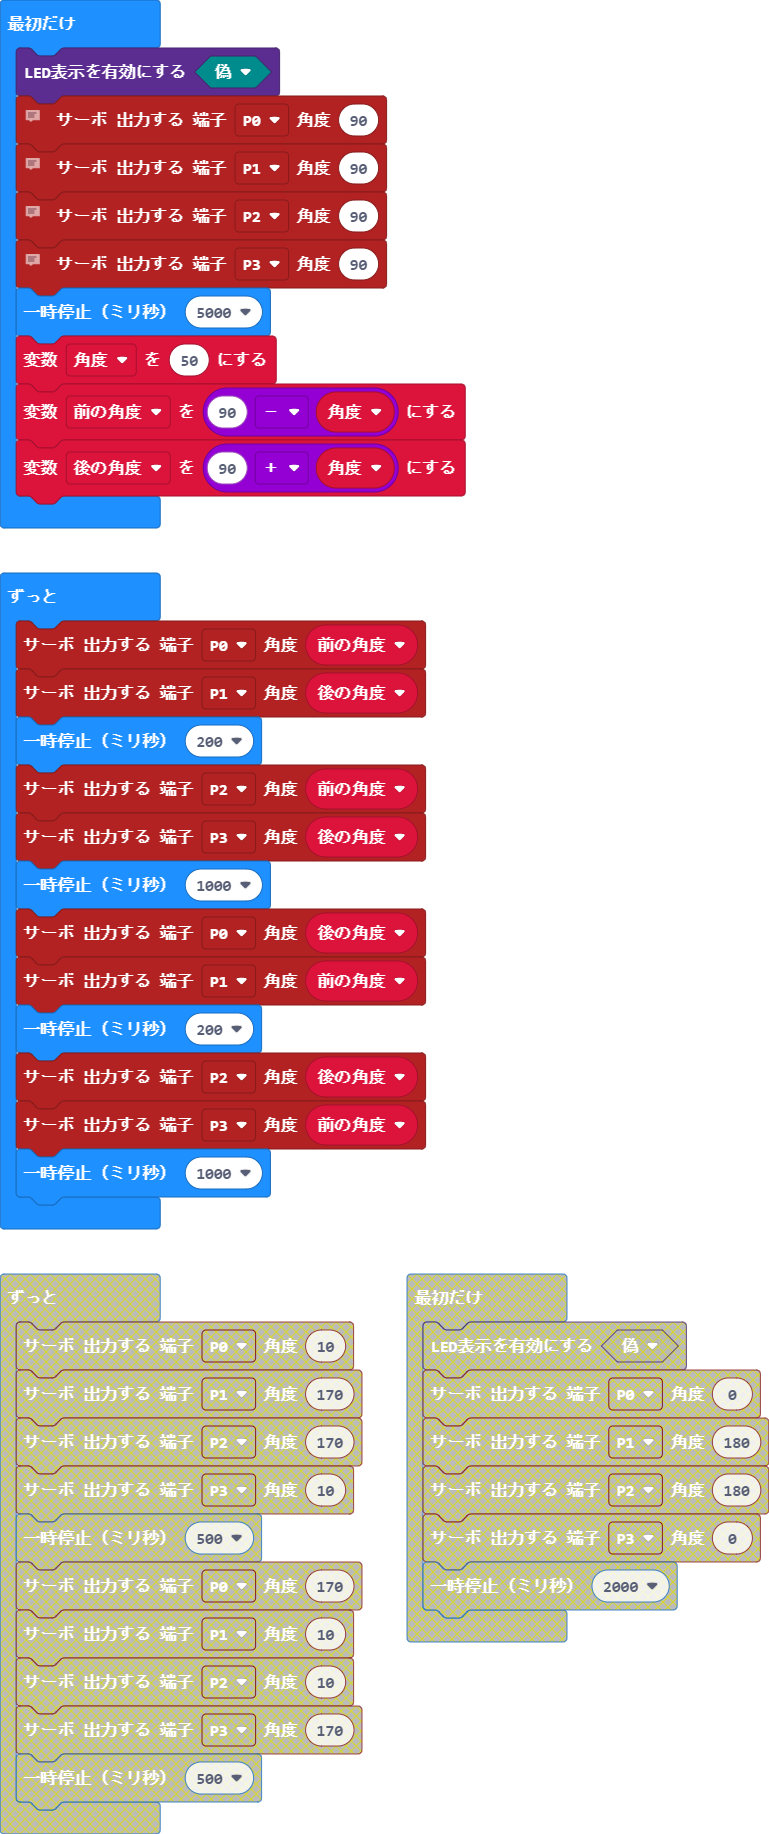 最初だけ
LED表示を有効にする 偽
サーボ 出力する 端子 P0 角度 90
サーボ 出力する 端子 P1 角度 90
サーボ 出力する 端子 P2 角度 90
サーボ 出力する 端子 P3 角度 90
一時停止（ミリ秒） 5000
変数 角度 を 50 にする
変数 前の角度 を 90 - 角度 にする
変数 後の角度 を 90 + 角度 にする
ずっと
サーボ 出力する 端子 P0 角度 前の角度
サーボ 出力する 端子 P1 角度 後の角度
一時停止（ミリ秒） 200
サーボ 出力する 端子 P2 角度 前の角度
サーボ 出力する 端子 P3 角度 後の角度
一時停止（ミリ秒） 1000
サーボ 出力する 端子 P0 角度 後の角度
サーボ 出力する 端子 P1 角度 前の角度
一時停止（ミリ秒） 200
サーボ 出力する 端子 P2 角度 後の角度
サーボ 出力する 端子 P3 角度 前の角度
一時停止（ミリ秒） 1000
ずっと
サーボ 出力する 端子 P0 角度 10
サーボ 出力する 端子 P1 角度 170
サーボ 出力する 端子 P2 角度 170
サーボ 出力する 端子 P3 角度 10
一時停止（ミリ秒） 500
サーボ 出力する 端子 P0 角度 170
サーボ 出力する 端子 P1 角度 10
サーボ 出力する 端子 P2 角度 10
サーボ 出力する 端子 P3 角度 170
一時停止（ミリ秒） 500
最初だけ
LED表示を有効にする 偽
サーボ 出力する 端子 P0 角度 0
サーボ 出力する 端子 P1 角度 180
サーボ 出力する 端子 P2 角度 180
サーボ 出力する 端子 P3 角度 0
一時停止（ミリ秒） 2000